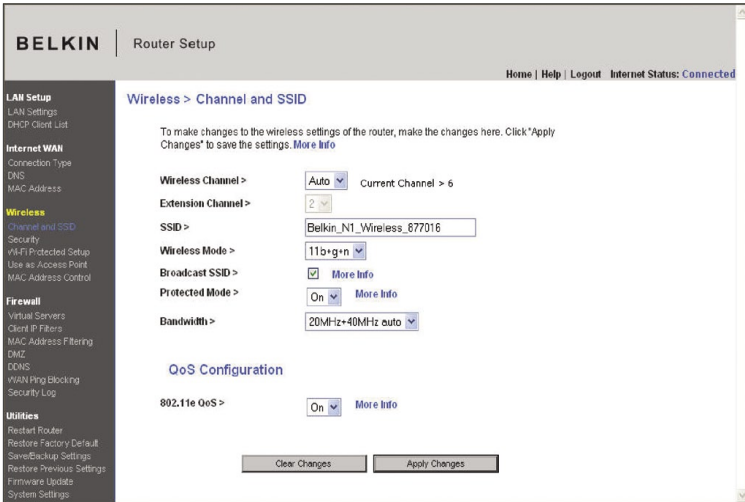 BELKIN
Router Setup
Home | Help | Logout Internet Status: Connected
LAN Setup
LAN Settings
DHCP Client List
Internet WAN
Connection Type
DNS
MAC Address
Wireless
Channel and SSID
Security
Wi-Fi Protected Setup
Use as Access Point
MAC Address Control
Firewall
Virtual Servers
Client IP Filters
MAC Address Filtering
DMZ
DDNS
WAN Ping Blocking
Security Log
Utilities
Restart Router
Restore Factory Default
Save/Backup Settings
Restore Previous Settings
Firmware Update
System Settings
Wireless > Channel and SSID
To make changes to the wireless settings of the router, make the changes here. Click "Apply
Changes" to save the settings. More Info
Wireless Channel > Auto Current Channel > 6
Extension Channel > 2
SSID > Belkin_N1_Wireless_877016
Wireless Mode > 11b+g+n
Broadcast SSID > More Info
Protected Mode > On More Info
Bandwidth > 20MHz+40MHz auto
QoS Configuration
802.11e QoS > On More Info
Clear Changes Apply Changes